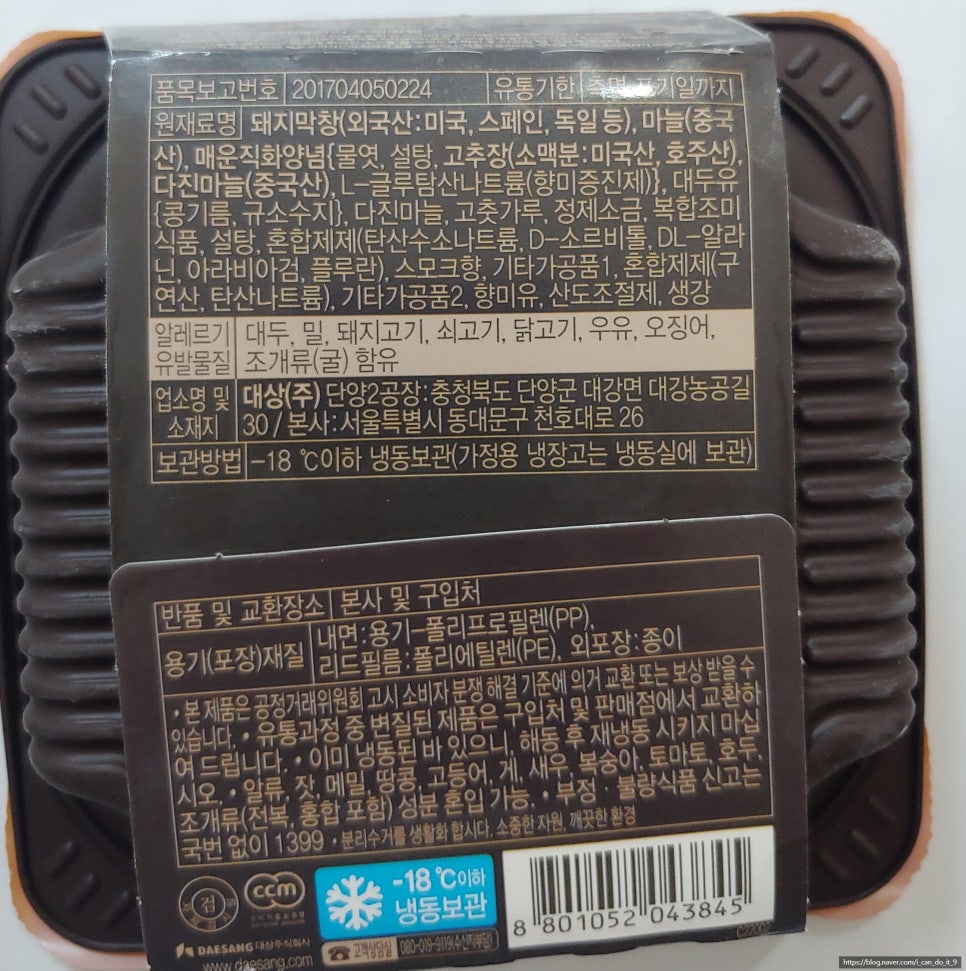 품목보고번호 201704050224 유통기한 측면 표기일까지
원재료명 돼지막창(외국산:미국, 스페인, 독일 등), 마늘(중국
산), 매운직화양념{물엿, 설탕, 고추장(소맥분:미국산, 호주산),
다진마늘(중국산), L-글루탐산나트륨(향미증진제)}, 대두유
{콩기름, 규소수지}, 다진마늘, 고춧가루, 정제소금, 복합조미
식품, 설탕, 혼합제제(탄산수소나트륨, D-소르비톨, DL-알라
닌, 아라비아검, 플루란), 스모크향, 기타가공품1, 혼합제제(구
연산, 탄산나트륨), 기타가공품2, 향미유, 산도조절제, 생강
알레르기 유발물질 대두, 밀, 돼지고기, 쇠고기, 닭고기, 우유, 오징어,
조개류(굴) 함유
업소명 및 소재지 대상(주) 단양2공장:충청북도 단양군 대강면 대강농공길
30 / 본사:서울특별시 동대문구 천호대로 26
보관방법 -18 ℃이하 냉동보관(가정용 냉장고는 냉동실에 보관)
반품 및 교환장소 본사 및 구입처
용기(포장)재질 내면:용기-폴리프로필렌(PP),
리드필름:폴리에틸렌(PE), 외포장:종이
• 본 제품은 공정거래위원회 고시 소비자 분쟁 해결 기준에 의거 교환 또는 보상 받을 수
있습니다. • 유통과정 중 변질된 제품은 구입처 및 판매점에서 교환하
여 드립니다. • 이미 냉동된 바 있으니, 해동 후 재냉동 시키지 마십
시오. • 알류, 잣, 메밀, 땅콩, 고등어, 게, 새우, 복숭아, 토마토, 호두,
조개류(전복, 홍합 포함) 성분 혼입 가능. • 부정 · 불량식품 신고는
국번 없이 1399 • 분리수거를 생활화 합시다. 소중한 자원, 깨끗한 환경
검
ccm
-18 ℃이하
냉동보관
8 801052 043845
DAESANG 대상주식회사
고객상담실 080-019-9119(수신자부담)
www.daesang.com
https://blog.naver.com/i_can_do_it_9